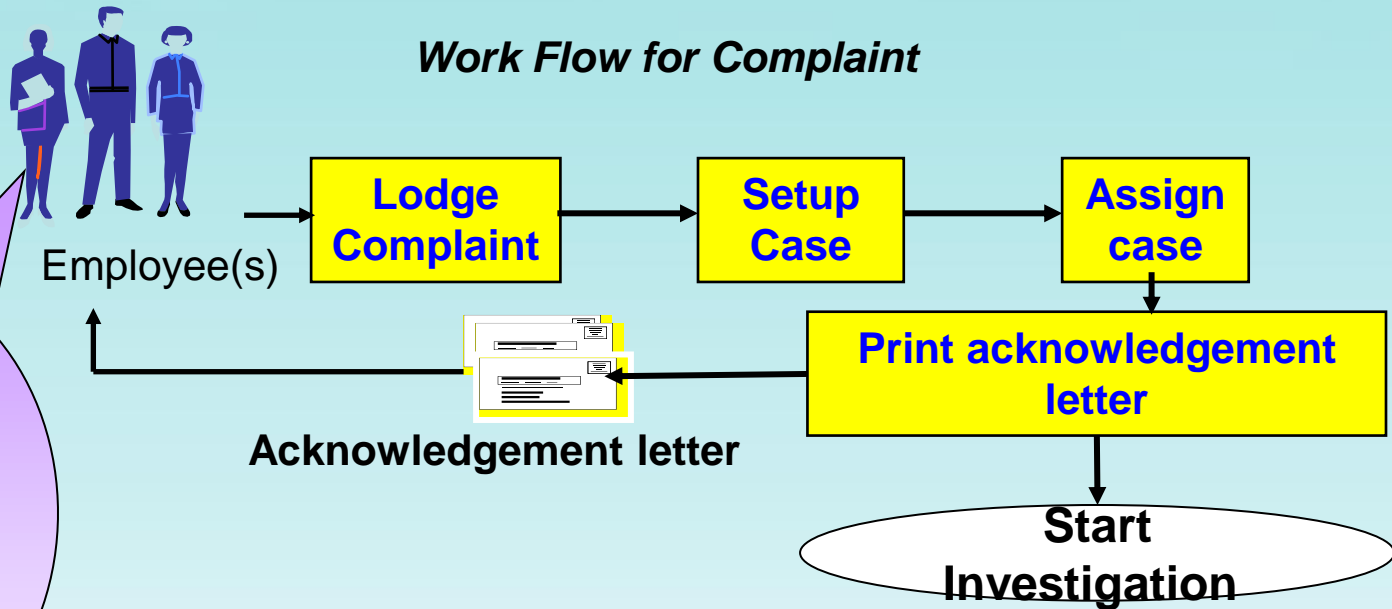 Work Flow for Complaint
Lodge
Complaint
Setup
Case
Assign
case
Employee(s)
Print acknowledgement
letter
Acknowledgement letter
Start
Investigation